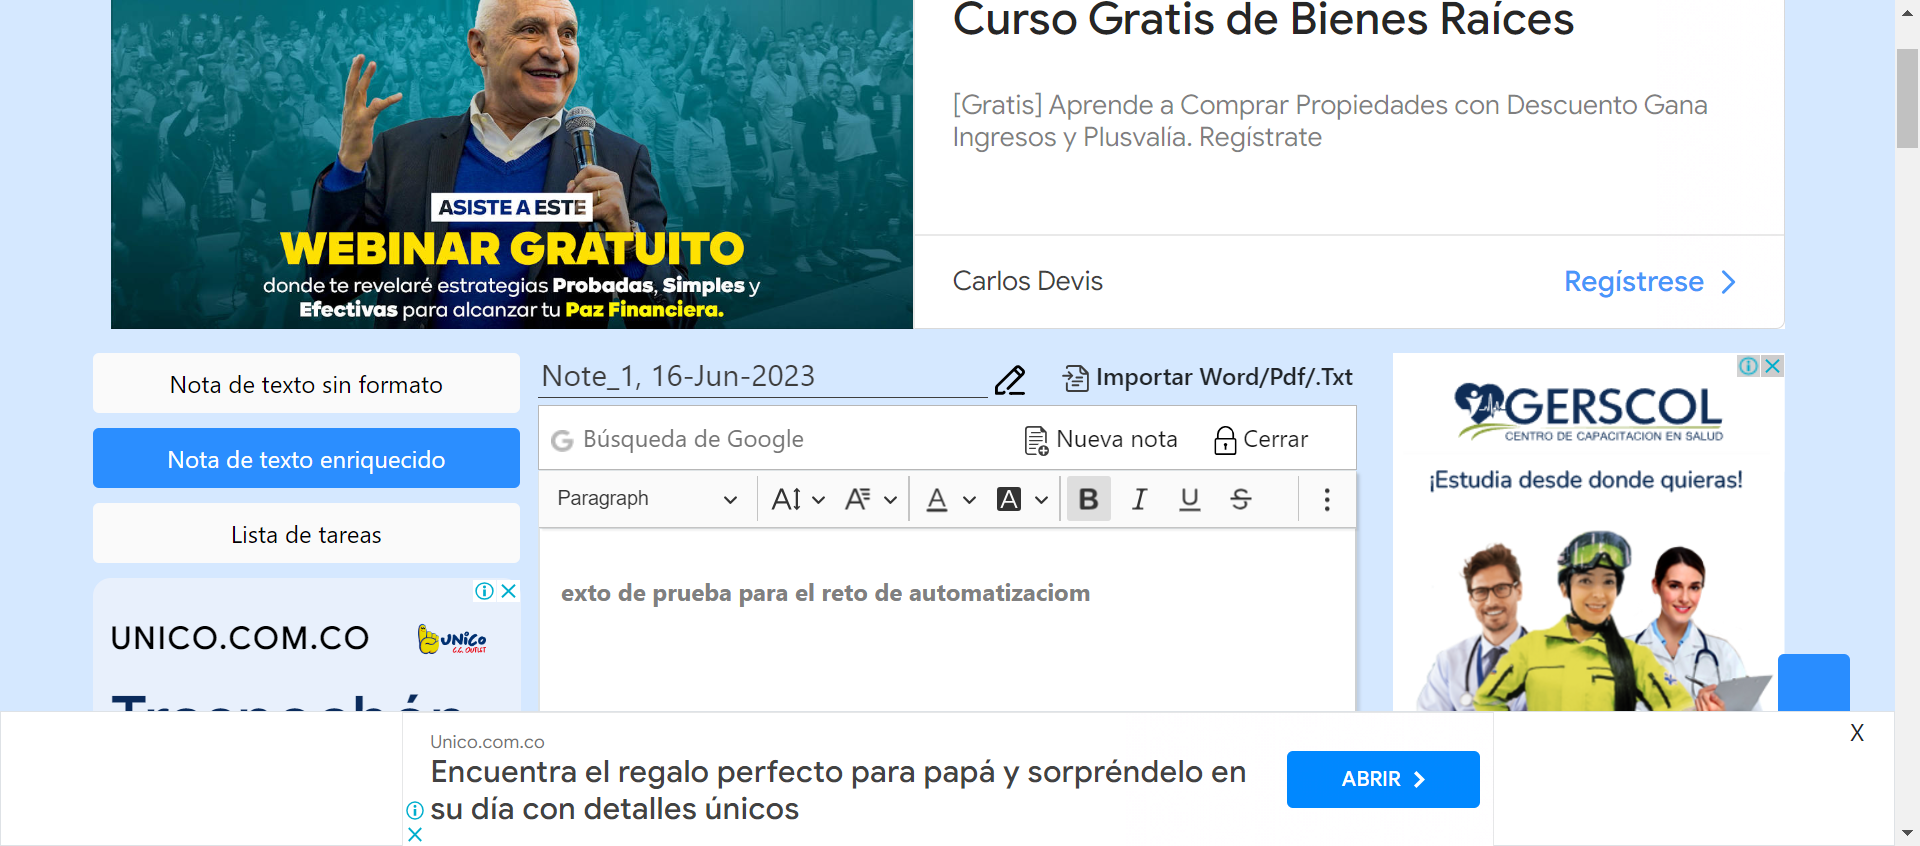 Curso Gratis de Bienes Raíces
[Gratis] Aprende a Comprar Propiedades con Descuento Gana
Ingresos y Plusvalía. Regístrate
ASISTE A ESTE
WEBINAR GRATUITO
donde te revelaré estrategias Probadas, Simples y
Efectivas para alcanzar tu Paz Financiera.
Carlos Devis
Regístrese
Nota de texto sin formato
Nota de texto enriquecido
Lista de tareas
UNICO.COM.CO
UNiCo
C.C. OUTLET
Note_1, 16-Jun-2023
Importar Word/Pdf/.Txt
G Búsqueda de Google
Nueva nota
Cerrar
Paragraph
A A A A B I U S
exto de prueba para el reto de automatizaciom
GERSCOL
CENTRO DE CAPACITACION EN SALUD
¡Estudia desde donde quieras!
Unico.com.co
Encuentra el regalo perfecto para papá y sorpréndelo en
su día con detalles únicos
ABRIR
X